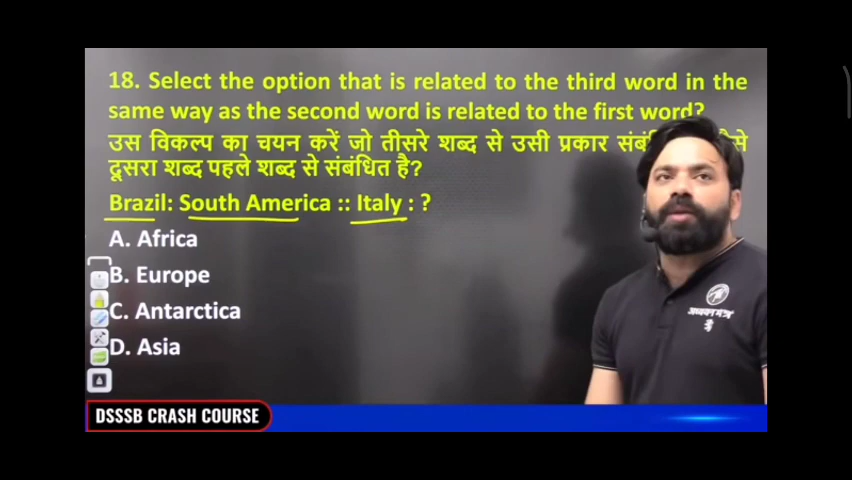 18. Select the option that is related to the third word in the
same way as the second word is related to the first word?
उस विकल्प का चयन करें जो तीसरे शब्द से उसी प्रकार
दूसरा शब्द पहले शब्द से संबंधित है?
Brazil: South America :: Italy : ?
A. Africa
B. Europe
C. Antarctica
D. Asia
अध्ययन मंत्र
DSSSB CRASH COURSE